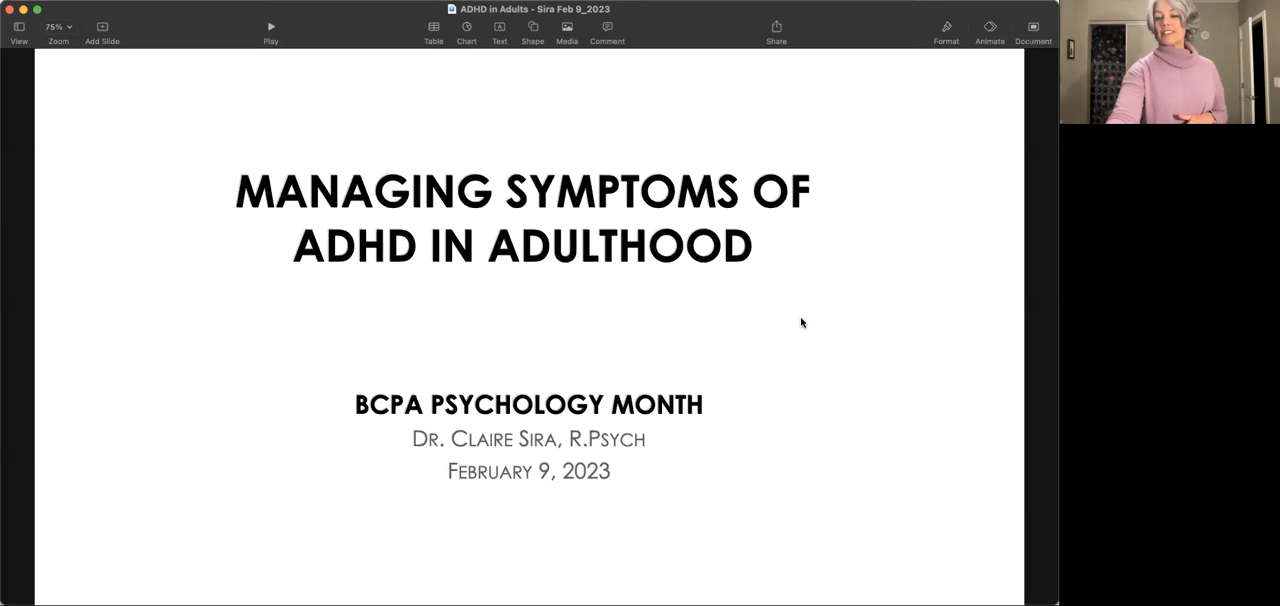 ADHD in Adults - Sira Feb 9_2023
75%
View
Zoom
Add Slide
Play
Table
Chart
Text
Shape
Media
Comment
Share
Format
Animate
Document
MANAGING SYMPTOMS OF
ADHD IN ADULTHOOD
BCPA PSYCHOLOGY MONTH
DR. CLAIRE SIRA, R.PSYCH
FEBRUARY 9, 2023